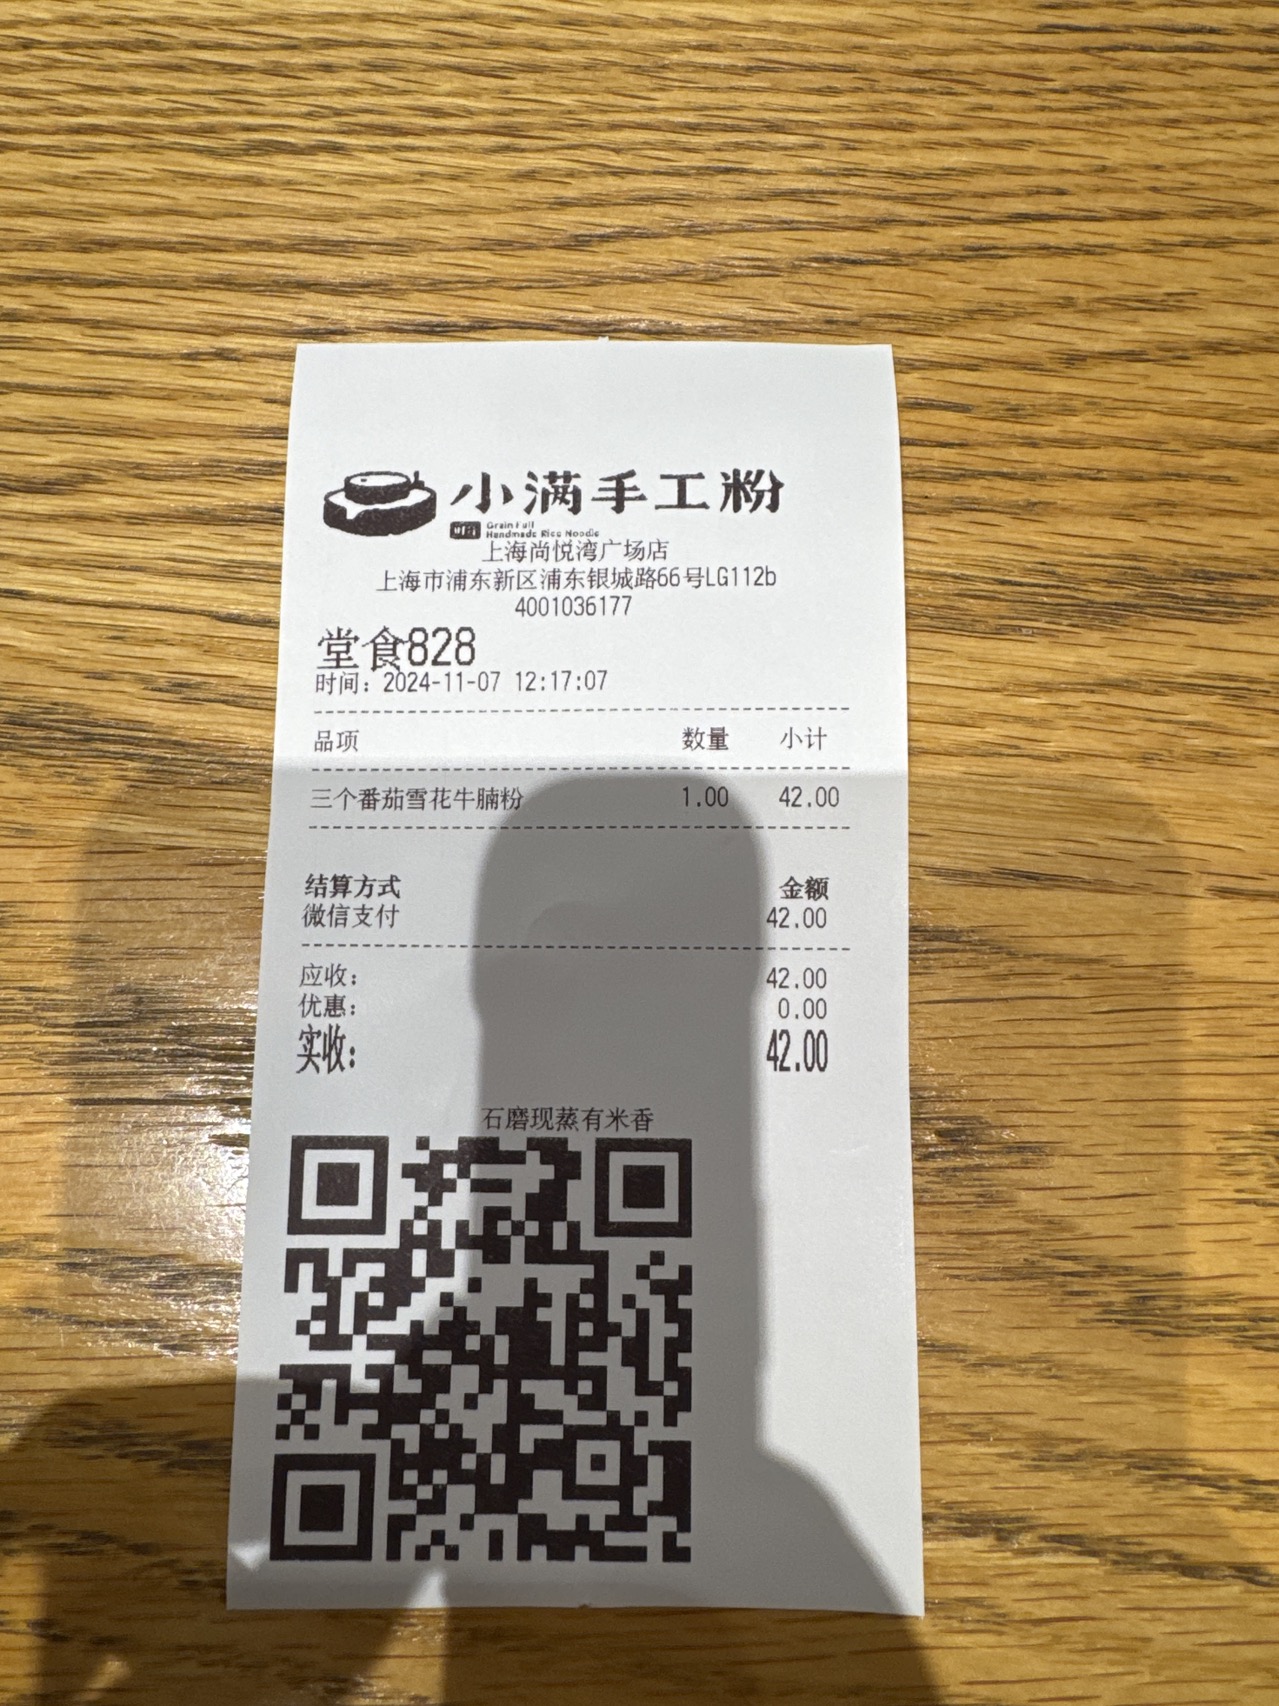 小满手工粉
Grain Full
Handmade Rice Noodle
上海尚悦湾广场店
上海市浦东新区浦东银城路66号LG112b
4001036177
堂食828
时间：2024-11-07 12:17:07
品项 数量 小计
三个番茄雪花牛腩粉 1.00 42.00
结算方式 金额
微信支付 42.00
应收： 42.00
优惠： 0.00
实收： 42.00
石磨现蒸有米香